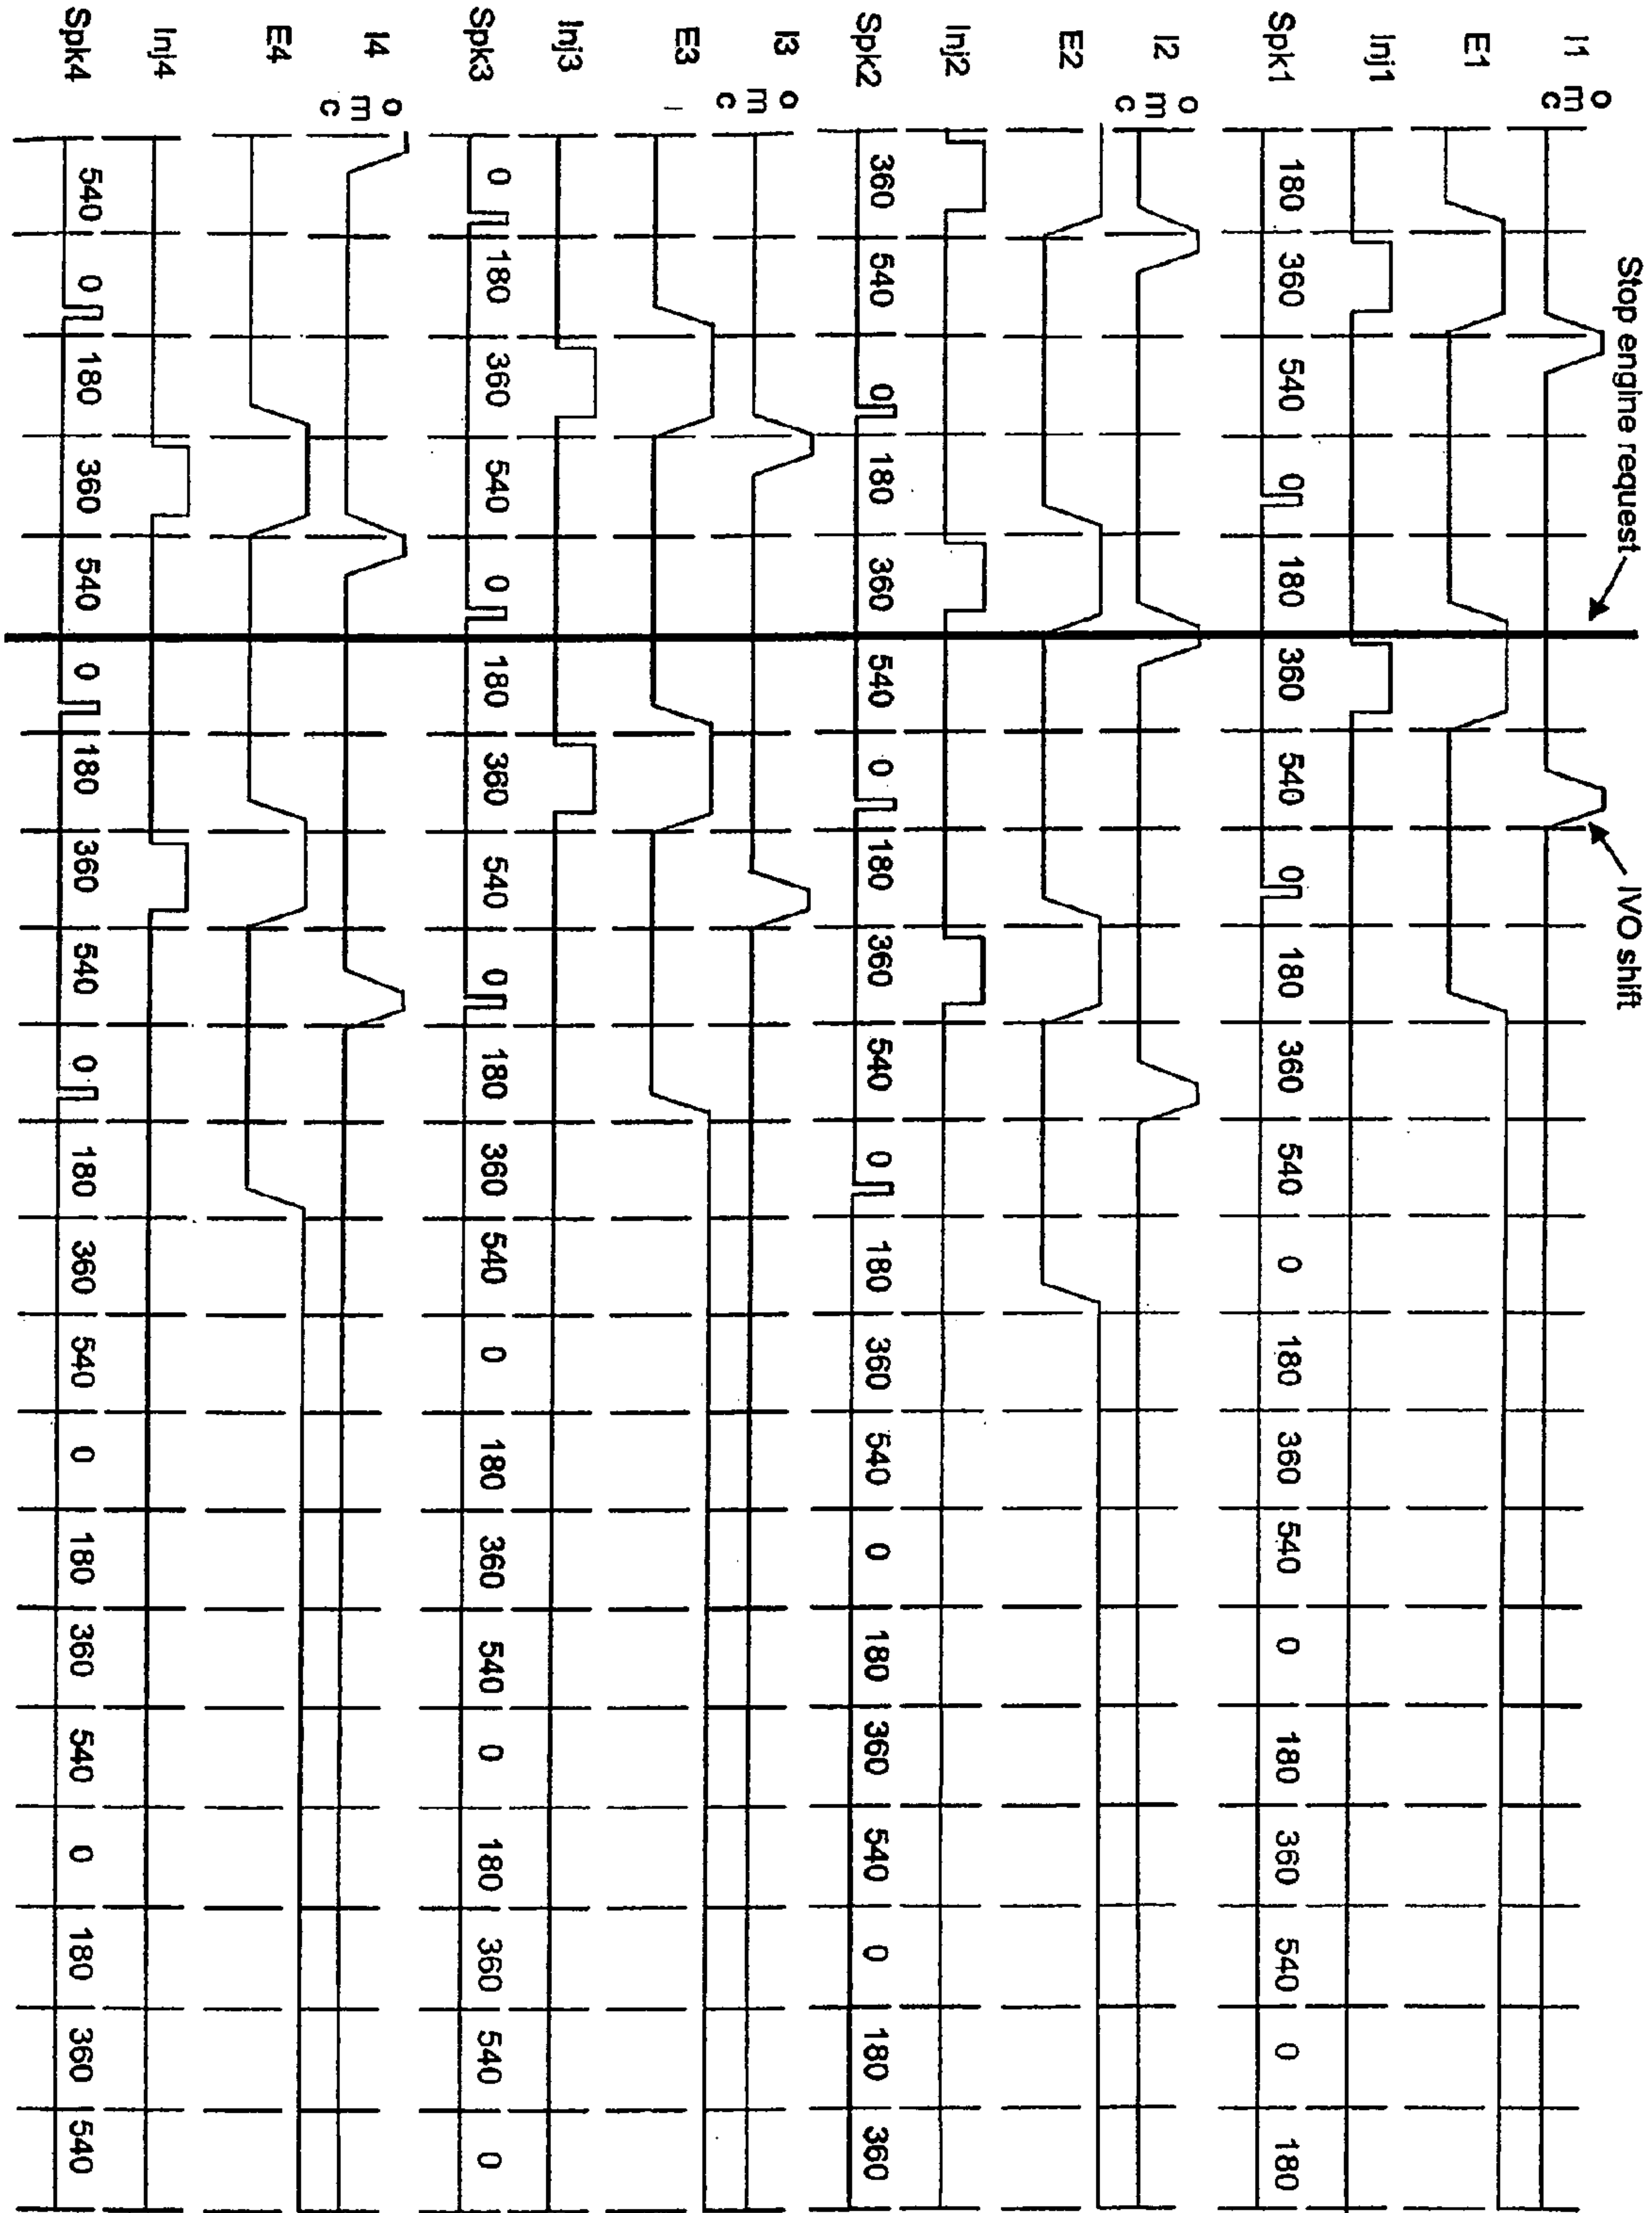 Stop engine request
IVO shift
I1
o
m
c
E1
Inj1
180 360 540 0 180 360 540 0 180 360 540 0 180 360 540 0 180 360 540 0 180
Spk1
I2
o
m
c
E2
Inj2
360 540 0 180 360 540 0 180 360 540 0 180 360 540 0 180 360 540 0 180 360
Spk2
I3
o
m
c
E3
Inj3
0 180 360 540 0 180 360 540 0 180 360 540 0 180 360 540 0 180 360 540 0
Spk3
I4
o
m
c
E4
Inj4
540 0 180 360 540 0 180 360 540 0 180 360 540 0 180 360 540 0 180 360 540
Spk4